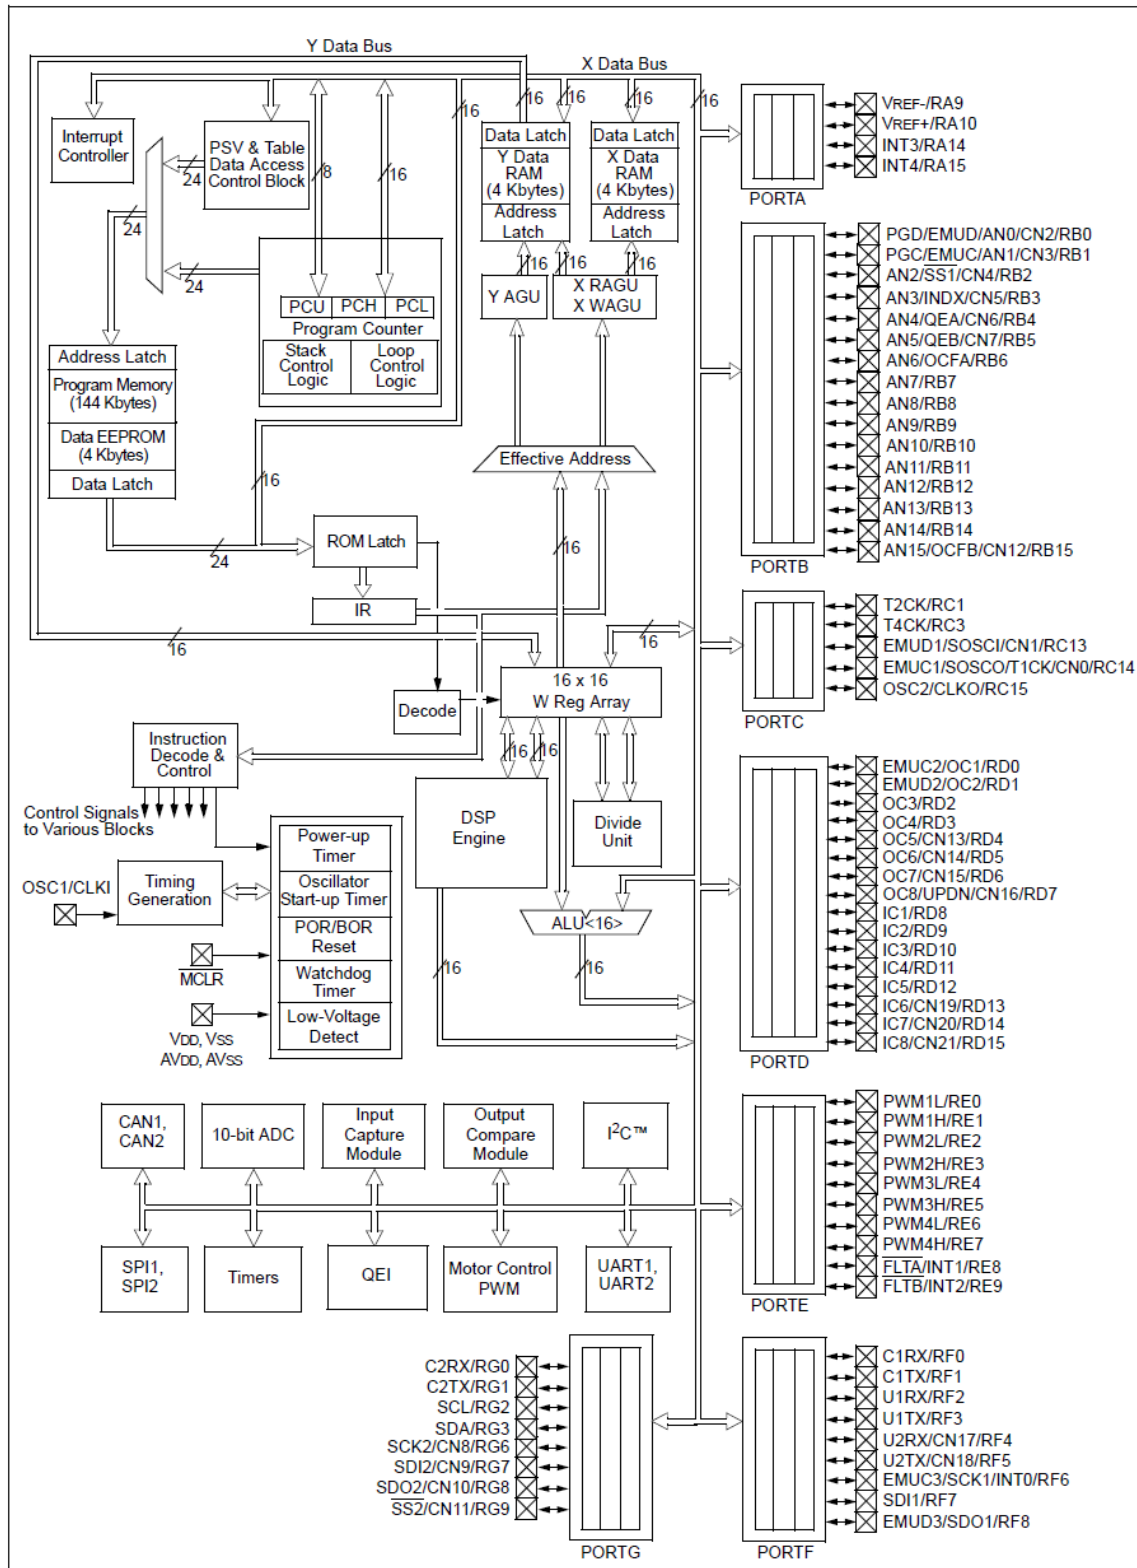 Y Data Bus
X Data Bus
16
16
16
16
16
16
Interrupt
Controller
PSV & Table
Data Access
Control Block
24
24
24
8
16
Data Latch
Y Data
RAM
(4 Kbytes)
Address
Latch
Data Latch
X Data
RAM
(4 Kbytes)
Address
Latch
16
16
16
Y AGU
X RAGU
X WAGU
PCU
PCH
PCL
Program Counter
Stack
Control
Logic
Loop
Control
Logic
Address Latch
Program Memory
(144 Kbytes)
Data EEPROM
(4 Kbytes)
Data Latch
16
24
Effective Address
16
ROM Latch
IR
16
16
16 x 16
W Reg Array
Decode
Instruction
Decode &
Control
Control Signals
to Various Blocks
16
16
DSP
Engine
Divide
Unit
Power-up
Timer
Oscillator
Start-up Timer
POR/BOR
Reset
Watchdog
Timer
Low-Voltage
Detect
OSC1/CLKI
Timing
Generation
MCLR
VDD, VSS
AVDD, AVSS
ALU<16>
16
16
CAN1,
CAN2
10-bit ADC
Input
Capture
Module
Output
Compare
Module
I²C™
SPI1,
SPI2
Timers
QEI
Motor Control
PWM
UART1,
UART2
VREF-/RA9
VREF+/RA10
INT3/RA14
INT4/RA15
PORTA
PGD/EMUD/AN0/CN2/RB0
PGC/EMUC/AN1/CN3/RB1
AN2/SS1/CN4/RB2
AN3/INDX/CN5/RB3
AN4/QEA/CN6/RB4
AN5/QEB/CN7/RB5
AN6/OCFA/RB6
AN7/RB7
AN8/RB8
AN9/RB9
AN10/RB10
AN11/RB11
AN12/RB12
AN13/RB13
AN14/RB14
AN15/OCFB/CN12/RB15
PORTB
T2CK/RC1
T4CK/RC3
EMUD1/SOSCI/CN1/RC13
EMUC1/SOSCO/T1CK/CN0/RC14
OSC2/CLKO/RC15
PORTC
EMUC2/OC1/RD0
EMUD2/OC2/RD1
OC3/RD2
OC4/RD3
OC5/CN13/RD4
OC6/CN14/RD5
OC7/CN15/RD6
OC8/UPDN/CN16/RD7
IC1/RD8
IC2/RD9
IC3/RD10
IC4/RD11
IC5/RD12
IC6/CN19/RD13
IC7/CN20/RD14
IC8/CN21/RD15
PORTD
PWM1L/RE0
PWM1H/RE1
PWM2L/RE2
PWM2H/RE3
PWM3L/RE4
PWM3H/RE5
PWM4L/RE6
PWM4H/RE7
FLTA/INT1/RE8
FLTB/INT2/RE9
PORTE
C2RX/RG0
C2TX/RG1
SCL/RG2
SDA/RG3
SCK2/CN8/RG6
SDI2/CN9/RG7
SDO2/CN10/RG8
SS2/CN11/RG9
PORTG
C1RX/RF0
C1TX/RF1
U1RX/RF2
U1TX/RF3
U2RX/CN17/RF4
U2TX/CN18/RF5
EMUC3/SCK1/INT0/RF6
SDI1/RF7
EMUD3/SDO1/RF8
PORTF